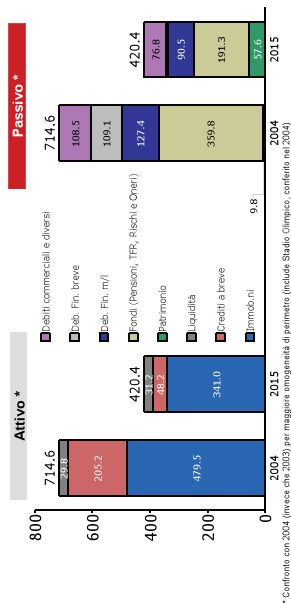 Attivo *
Passivo *
800
600
400
200
0
714.6
29.8
205.2
479.5
2004
420.4
31.2
48.2
341.0
2015
Debiti commerciali e diversi
Deb. Fin. breve
Deb. Fin. m/l
Fondi (Pensioni, TFR, Rischi e Oneri)
Patrimonio
Liquidità
Crediti a breve
Immob.ni
714.6
108.5
109.1
127.4
359.8
9.8
2004
420.4
76.8
90.5
191.3
57.6
2015
* Confronto con 2004 (invece che 2003) per maggiore omogeneità di perimetro (include Stadio Olimpico, conferito nel 2004)